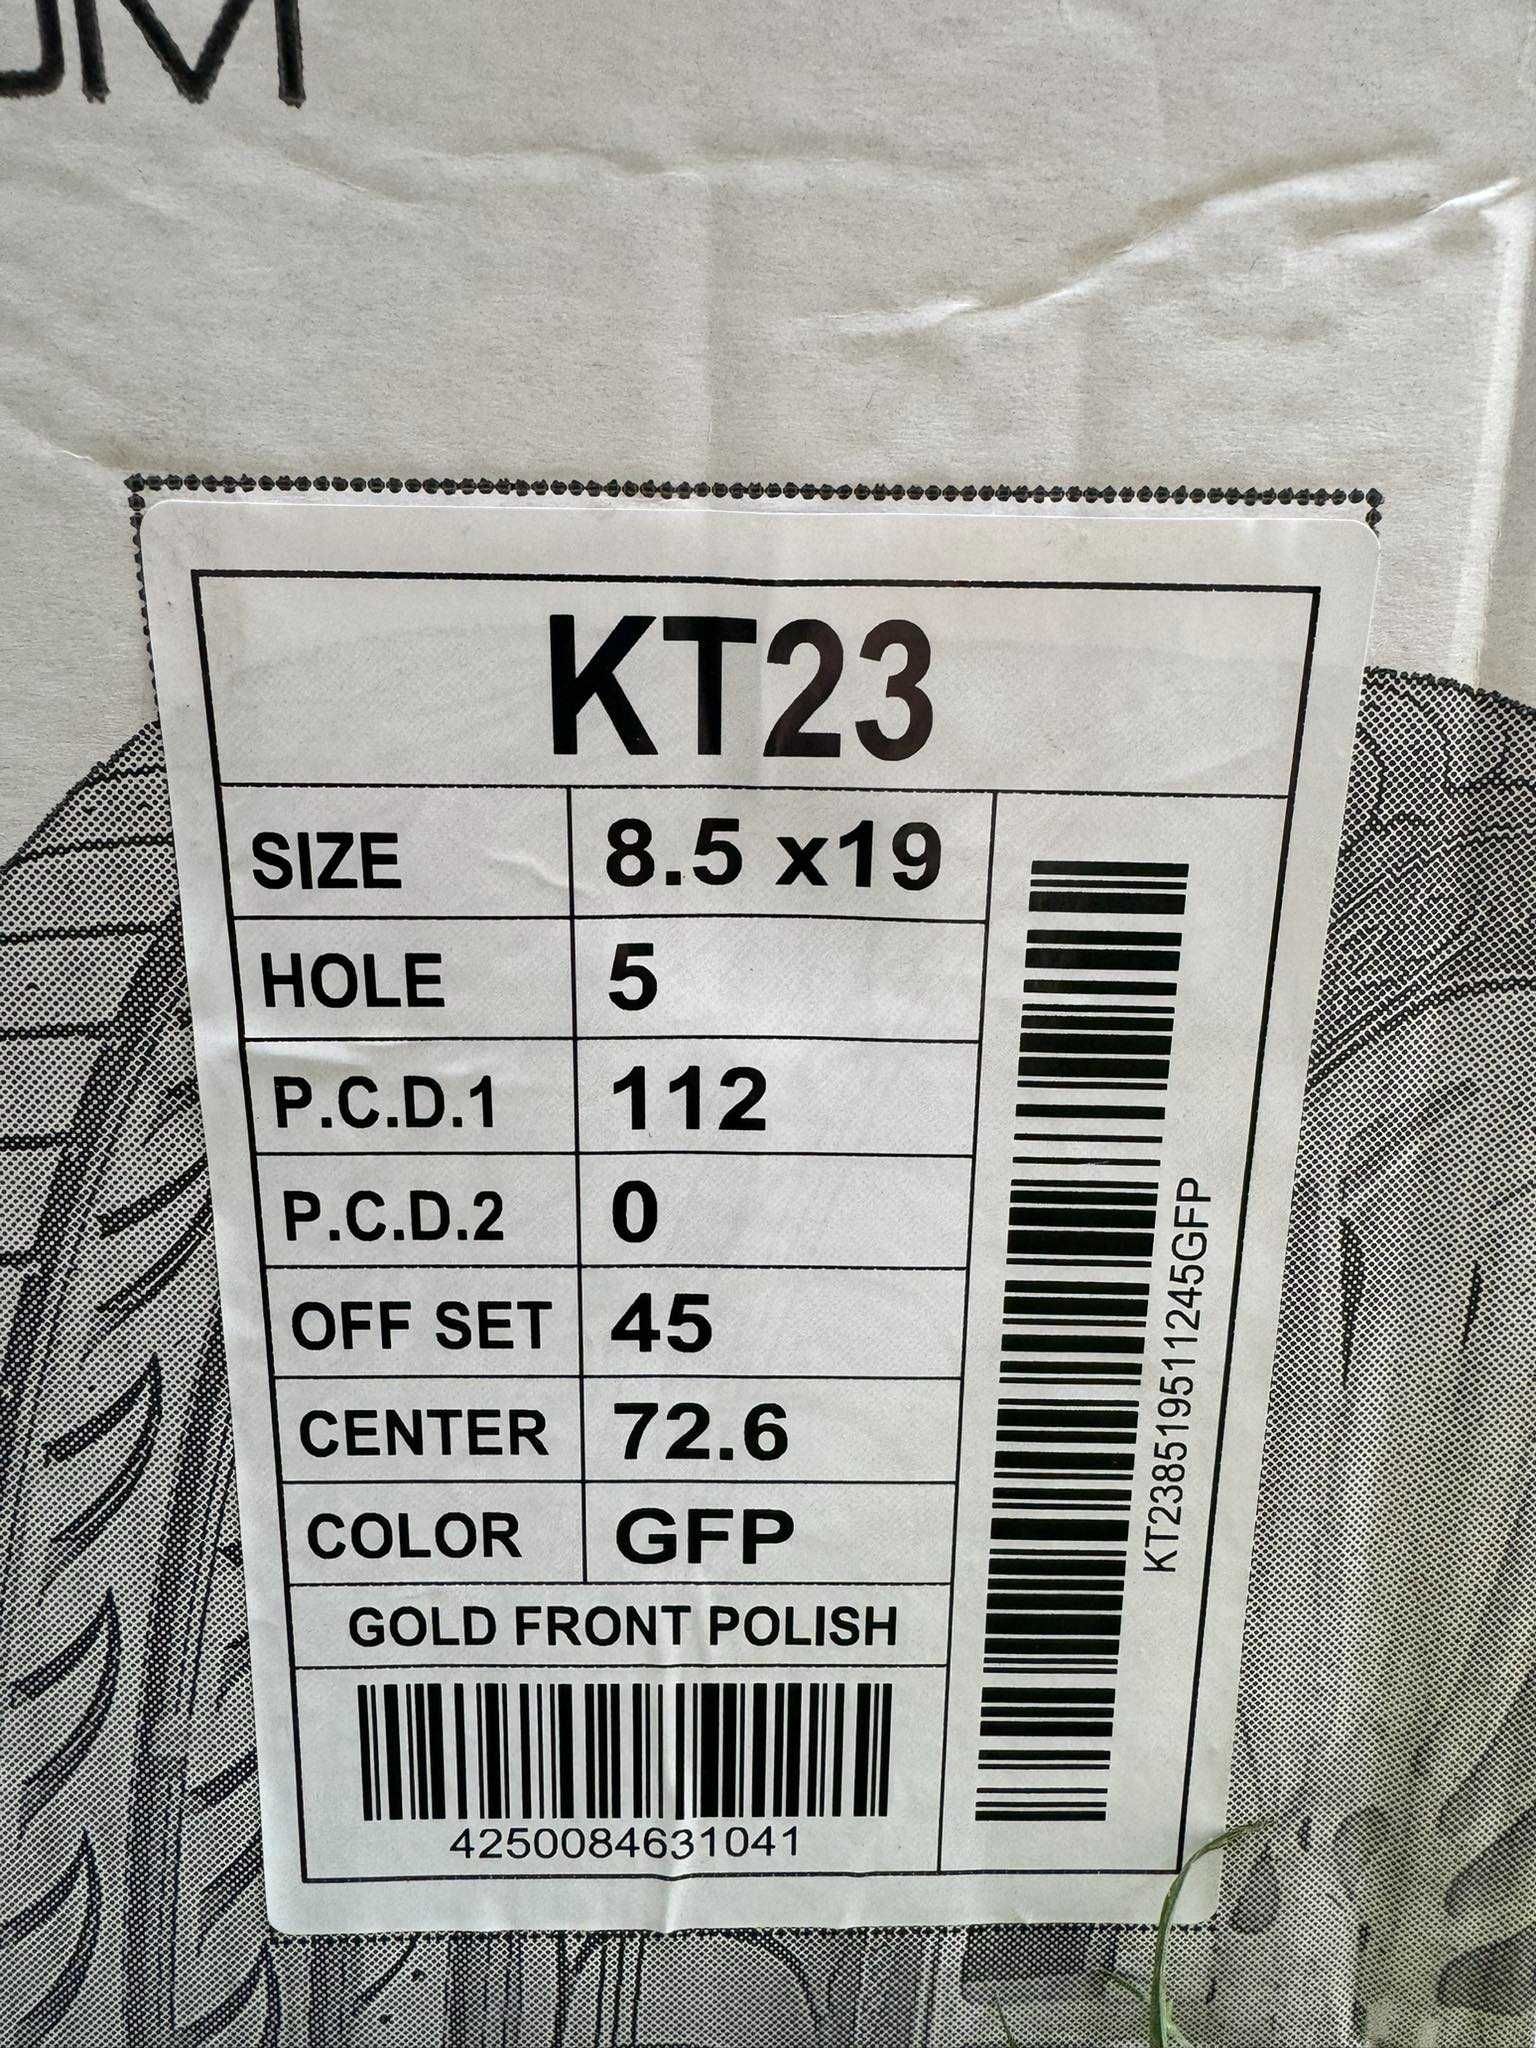 KT23
SIZE 8.5 x19
HOLE 5
P.C.D.1 112
P.C.D.2 0
OFF SET 45
CENTER 72.6
COLOR GFP
GOLD FRONT POLISH
4250084631041
KT238519511245GFP